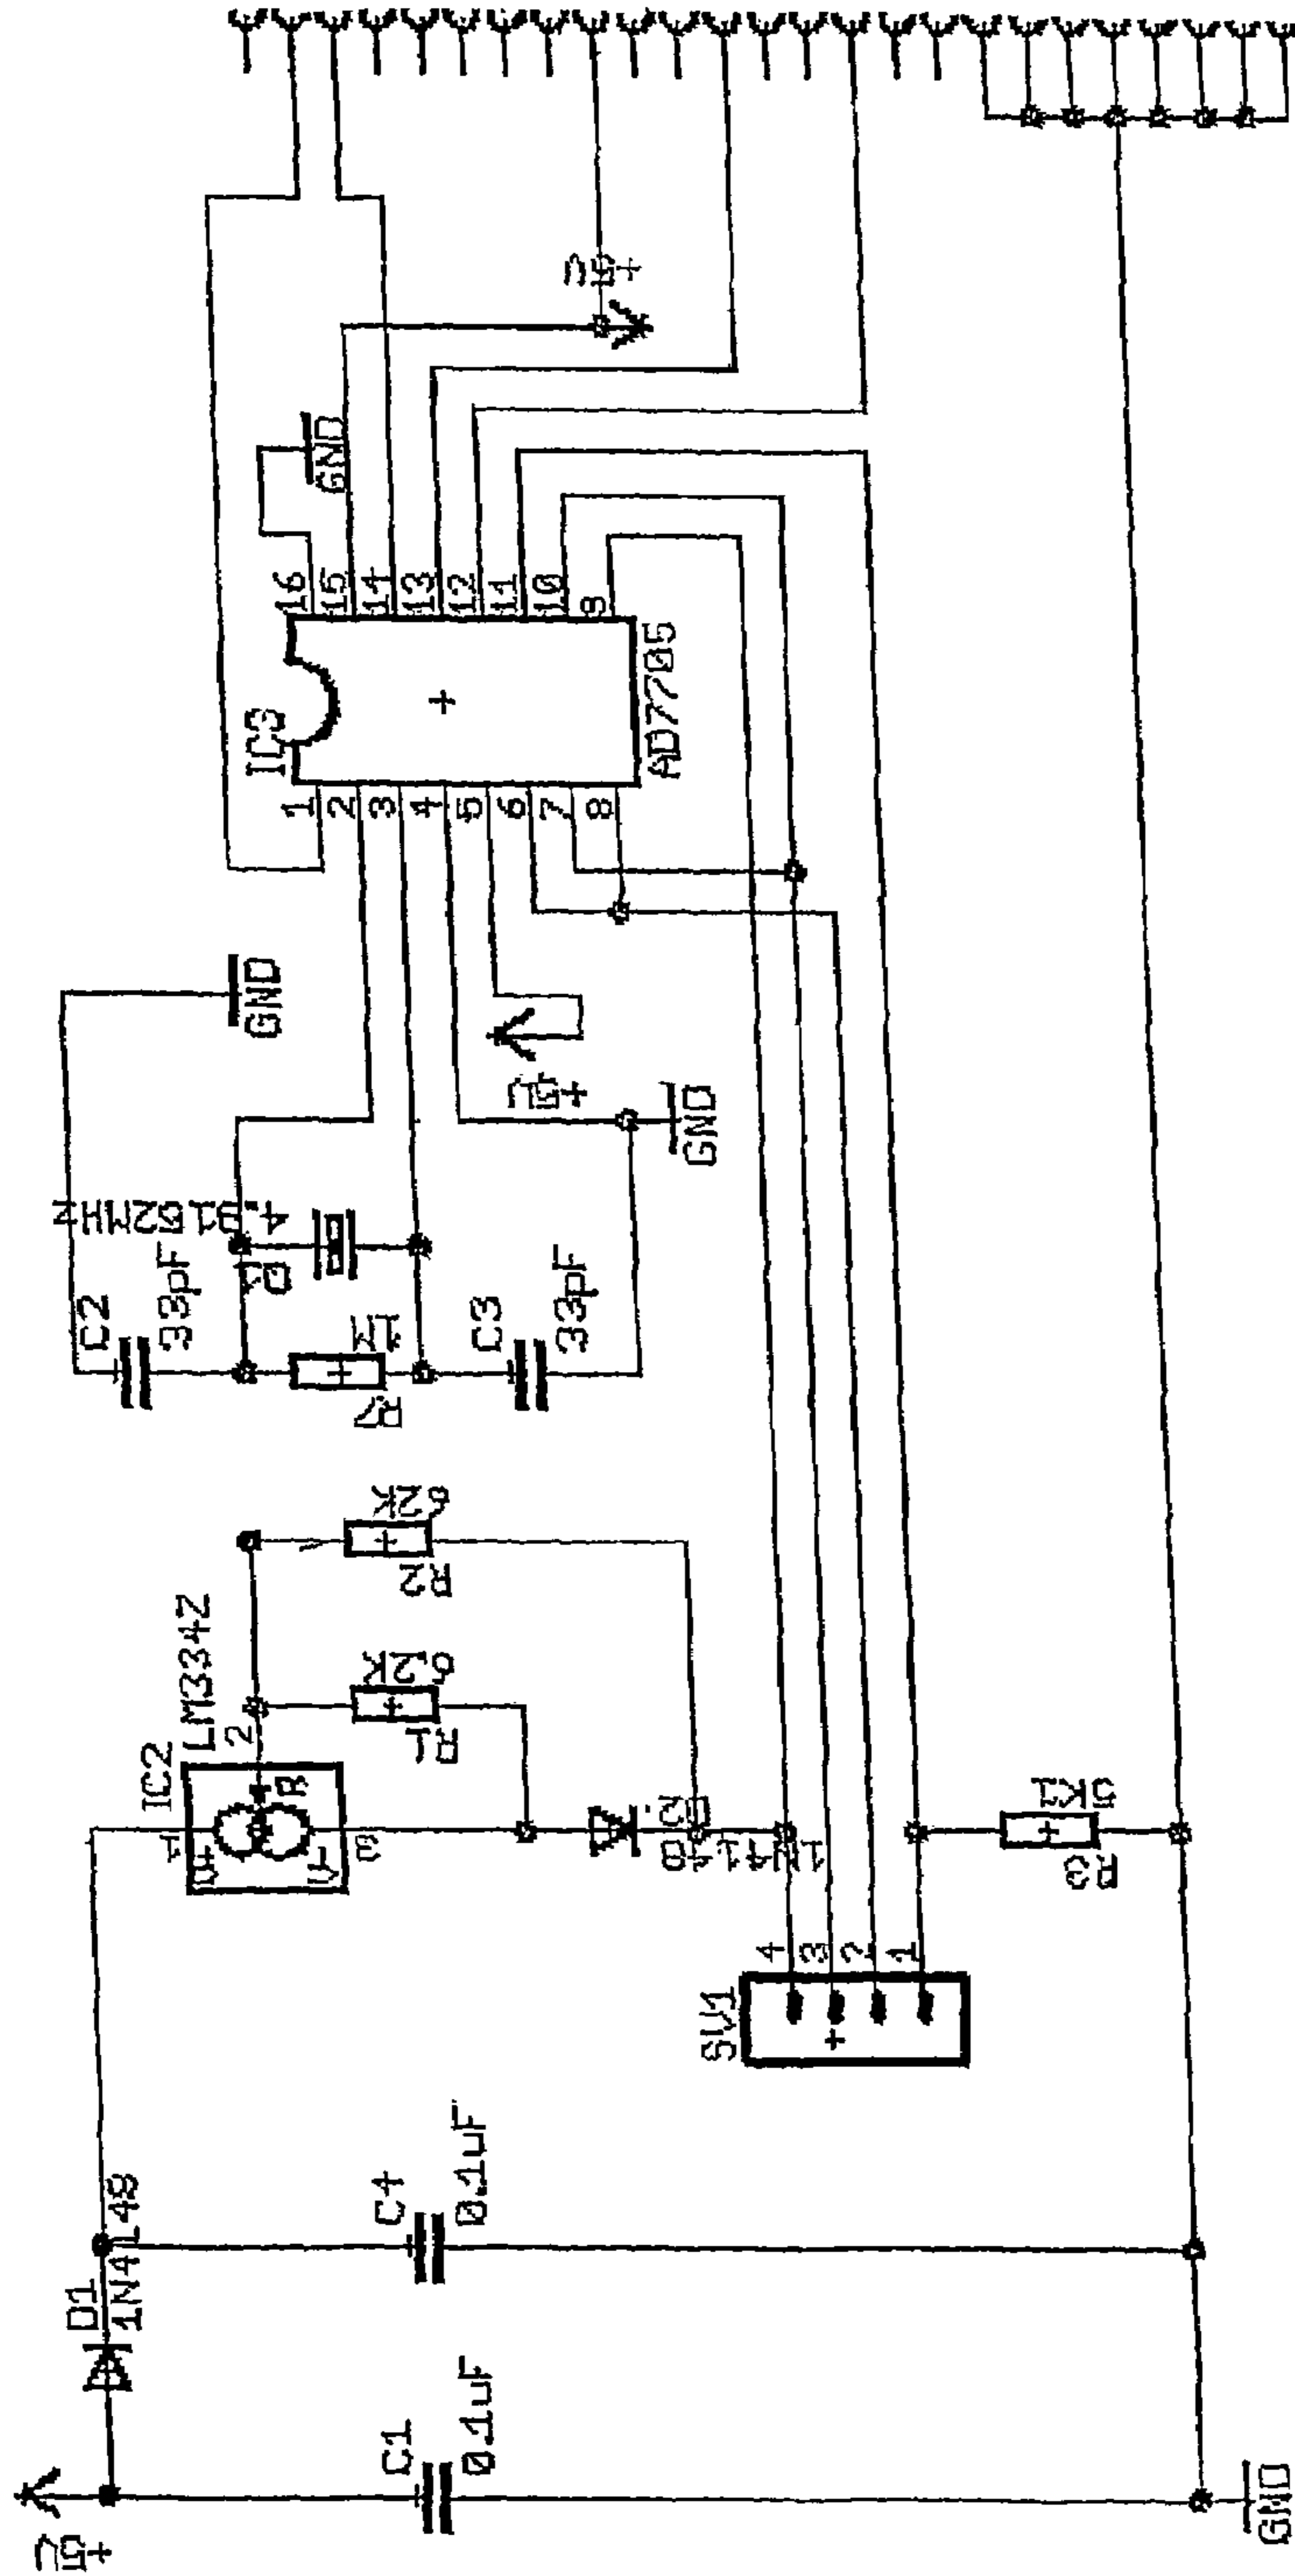 +5V
C1
0.1uF
GND
D1
1N4148
C4
0.1uF
IC2
LM334Z
1
V+
R
2
V-
3
R1
6.2K
R2
62K
D2
1N4148
SV1
4
3
2
1
R3
5K1
C2
33pF
4.9152MHZ
R7
1M
C3
33pF
GND
GND
+5V
IC3
AD7705
1
2
3
4
5
6
7
8
16
15
14
13
12
11
10
9
GND
+5V